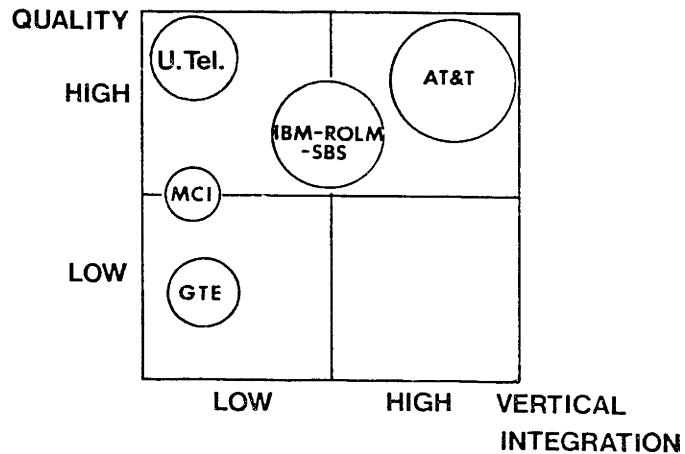 QUALITY
U. Tel.
HIGH
AT&T
IBM-ROLM
-SBS
MCI
LOW
GTE
LOW HIGH VERTICAL
INTEGRATION